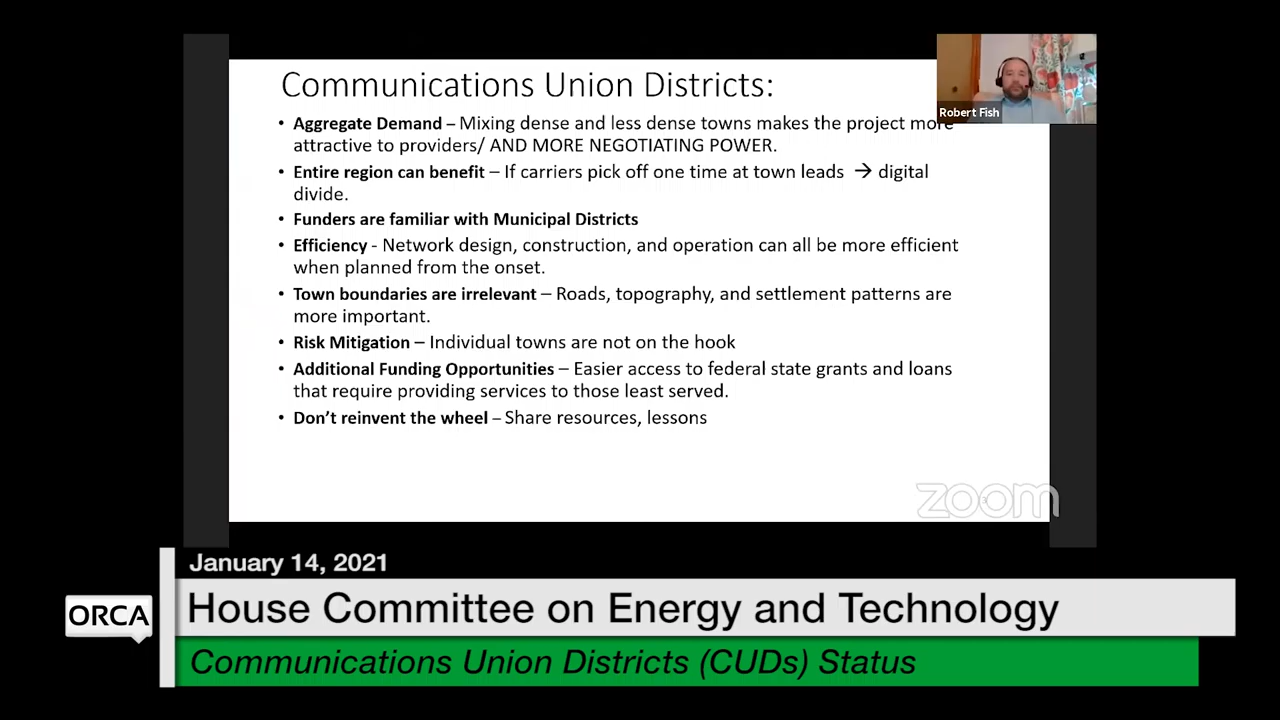 Communications Union Districts:
• Aggregate Demand – Mixing dense and less dense towns makes the project more
attractive to providers/ AND MORE NEGOTIATING POWER.
• Entire region can benefit – If carriers pick off one time at town leads → digital
divide.
• Funders are familiar with Municipal Districts
• Efficiency - Network design, construction, and operation can all be more efficient
when planned from the onset.
• Town boundaries are irrelevant – Roads, topography, and settlement patterns are
more important.
• Risk Mitigation – Individual towns are not on the hook
• Additional Funding Opportunities – Easier access to federal state grants and loans
that require providing services to those least served.
• Don’t reinvent the wheel – Share resources, lessons
Robert Fish
zoom
January 14, 2021
ORCA
House Committee on Energy and Technology
Communications Union Districts (CUDs) Status